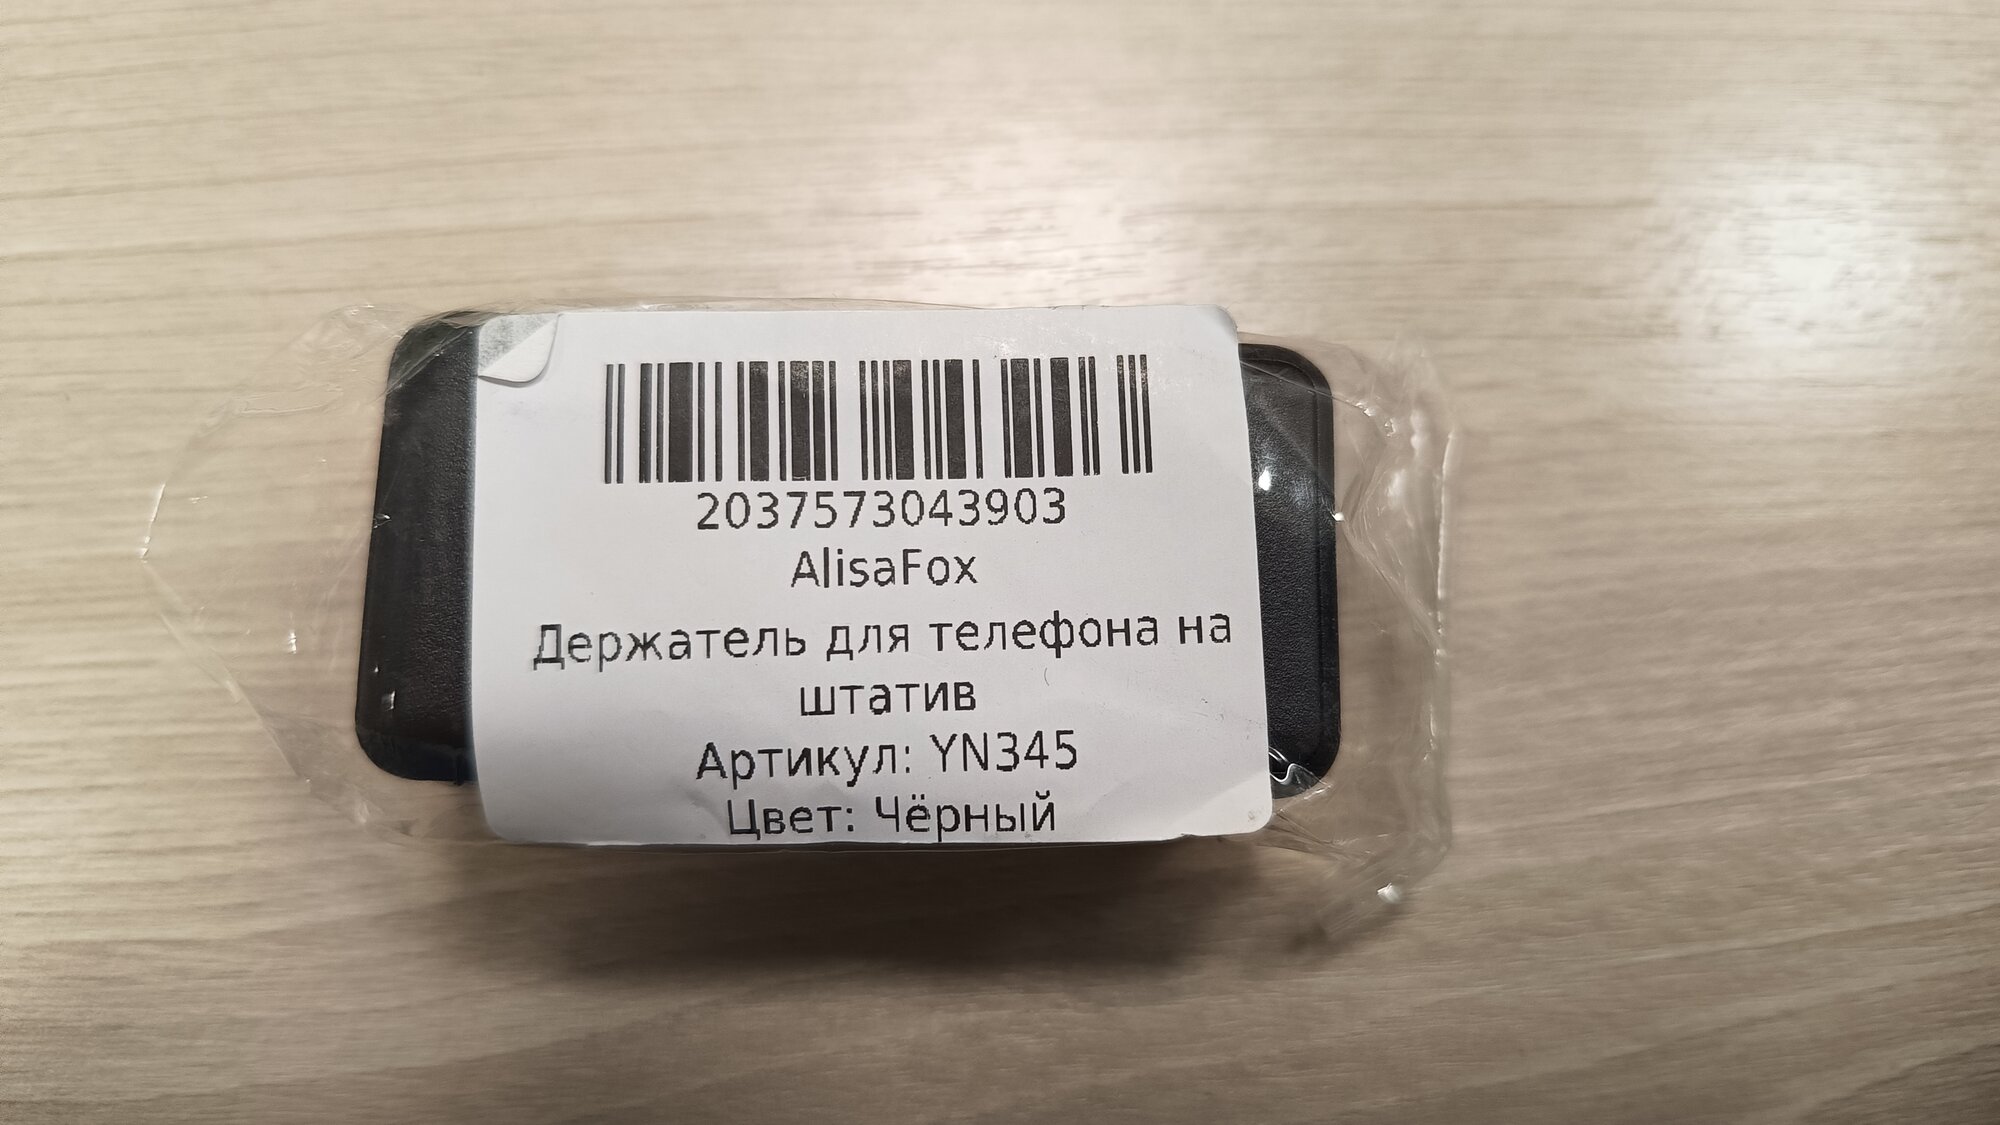 2037573043903
AlisaFox
Держатель для телефона на
штатив
Артикул: YN345
Цвет: Чёрный